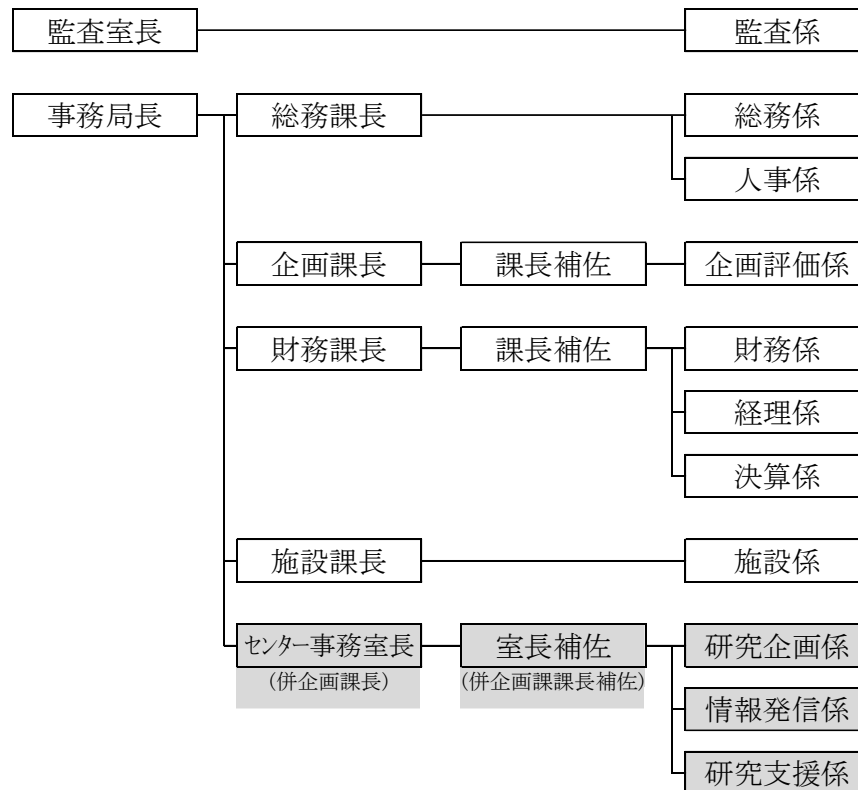 監査室長 監査係
事務局長 総務課長 総務係
人事係
企画課長 課長補佐 企画評価係
財務課長 課長補佐 財務係
経理係
決算係
施設課長 施設係
センター事務室長 室長補佐 研究企画係
(併企画課長) (併企画課課長補佐)
情報発信係
研究支援係